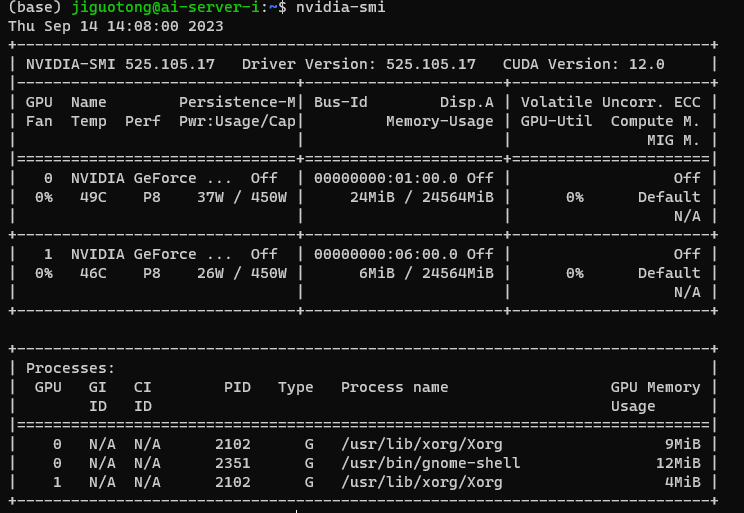 (base) jiguotong@ai-server-i:~$ nvidia-smi
Thu Sep 14 14:08:00 2023
+-----------------------------------------------------------------------------+
| NVIDIA-SMI 525.105.17   Driver Version: 525.105.17   CUDA Version: 12.0     |
|-------------------------------+----------------------+----------------------+
| GPU  Name        Persistence-M| Bus-Id        Disp.A | Volatile Uncorr. ECC |
| Fan  Temp  Perf  Pwr:Usage/Cap|         Memory-Usage | GPU-Util  Compute M. |
|                               |                      |               MIG M. |
|===============================+======================+======================|
|   0  NVIDIA GeForce ...  Off  | 00000000:01:00.0 Off |                  Off |
|  0%   49C    P8    37W / 450W |     24MiB / 24564MiB |      0%      Default |
|                               |                      |                  N/A |
+-------------------------------+----------------------+----------------------+
|   1  NVIDIA GeForce ...  Off  | 00000000:06:00.0 Off |                  Off |
|  0%   46C    P8    26W / 450W |      6MiB / 24564MiB |      0%      Default |
|                               |                      |                  N/A |
+-------------------------------+----------------------+----------------------+

+-----------------------------------------------------------------------------+
| Processes:                                                                  |
|  GPU   GI   CI        PID   Type   Process name                  GPU Memory |
|        ID   ID                                                   Usage      |
|=============================================================================|
|    0   N/A  N/A      2102      G   /usr/lib/xorg/Xorg                  9MiB |
|    0   N/A  N/A      2351      G   /usr/bin/gnome-shell               12MiB |
|    1   N/A  N/A      2102      G   /usr/lib/xorg/Xorg                  4MiB |
+-----------------------------------------------------------------------------+